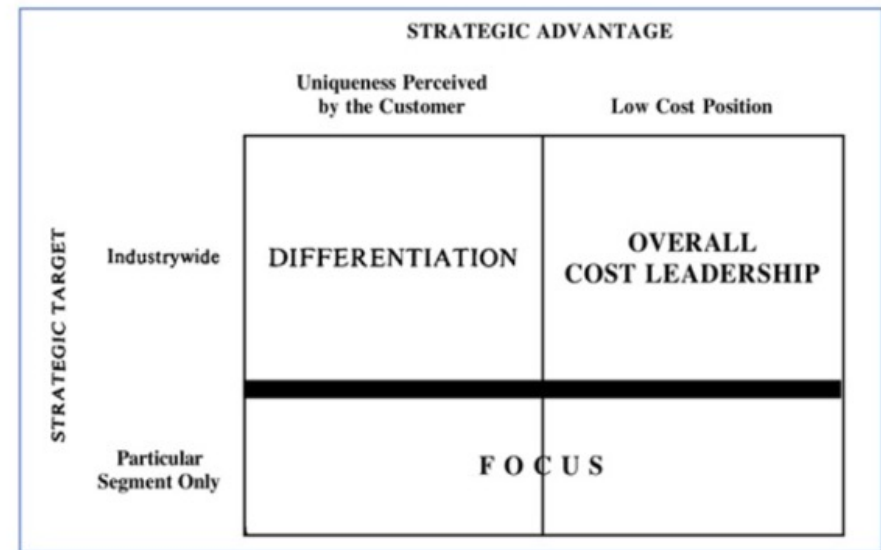 STRATEGIC ADVANTAGE
Uniqueness Perceived
by the Customer
Low Cost Position
STRATEGIC TARGET
Industrywide
DIFFERENTIATION
OVERALL
COST LEADERSHIP
Particular
Segment Only
FOCUS